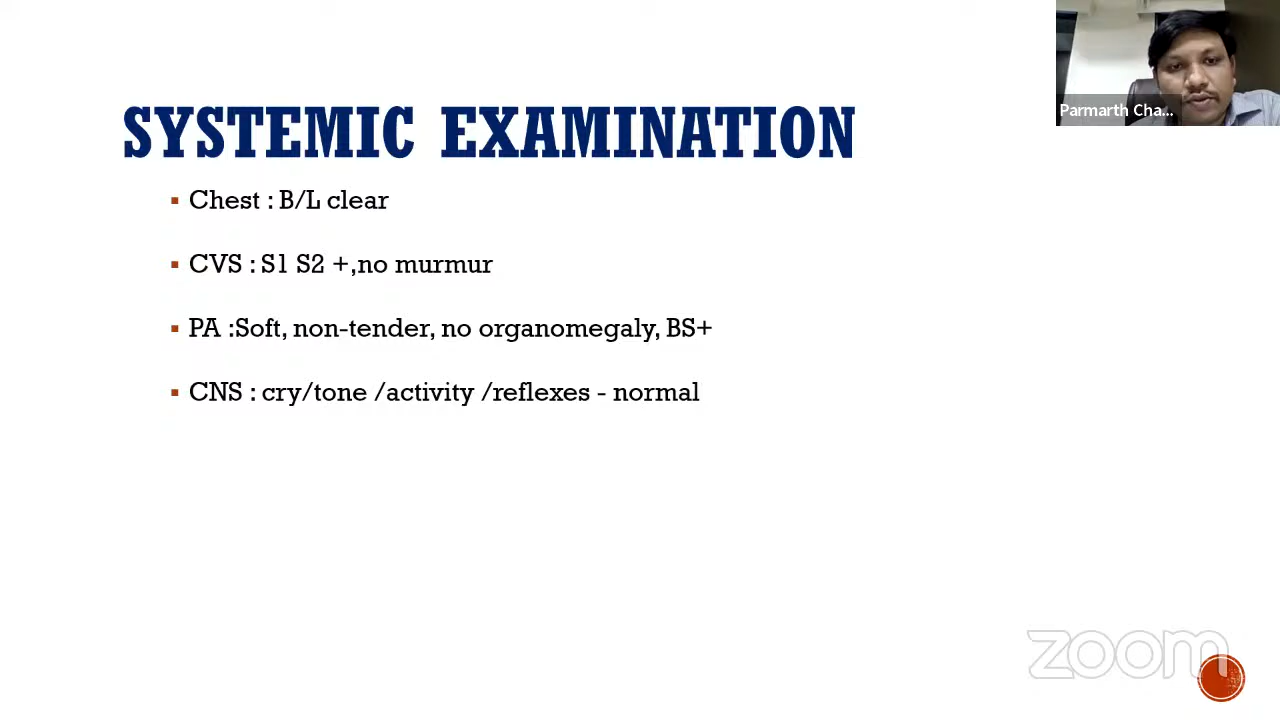 Parmarth Cha...
SYSTEMIC EXAMINATION
▪ Chest : B/L clear
▪ CVS : S1 S2 +,no murmur
▪ PA :Soft, non-tender, no organomegaly, BS+
▪ CNS : cry/tone /activity /reflexes - normal
zoom